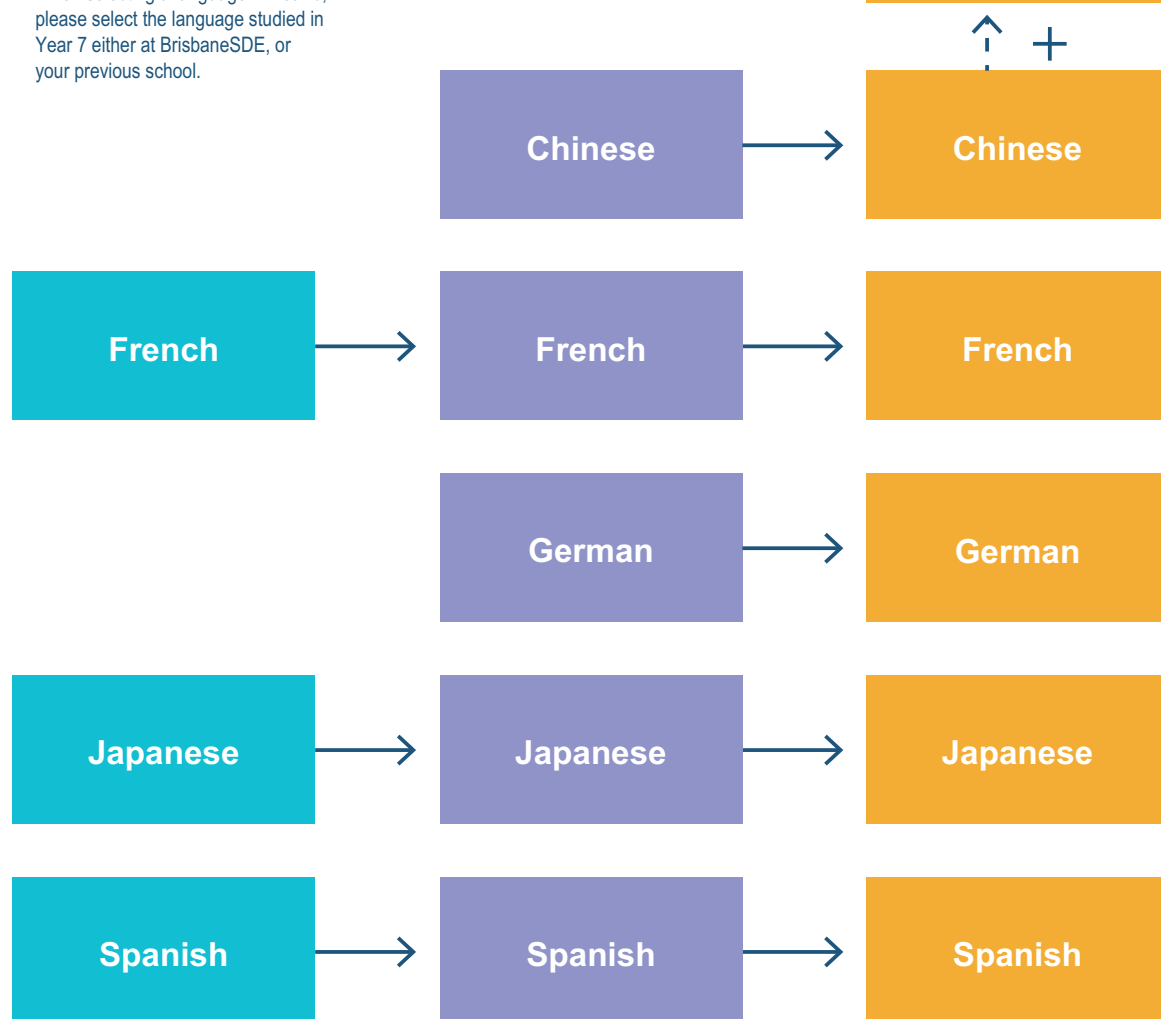 please select the language studied in
Year 7 either at BrisbaneSDE, or
your previous school.
Chinese
Chinese
French
French
French
German
German
Japanese
Japanese
Japanese
Spanish
Spanish
Spanish